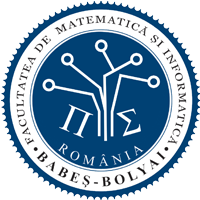 FACULTATEA DE MATEMATICĂ ȘI INFORMATICĂ
Π Σ
ROMÂNIA
• BABEȘ-BOLYAI •